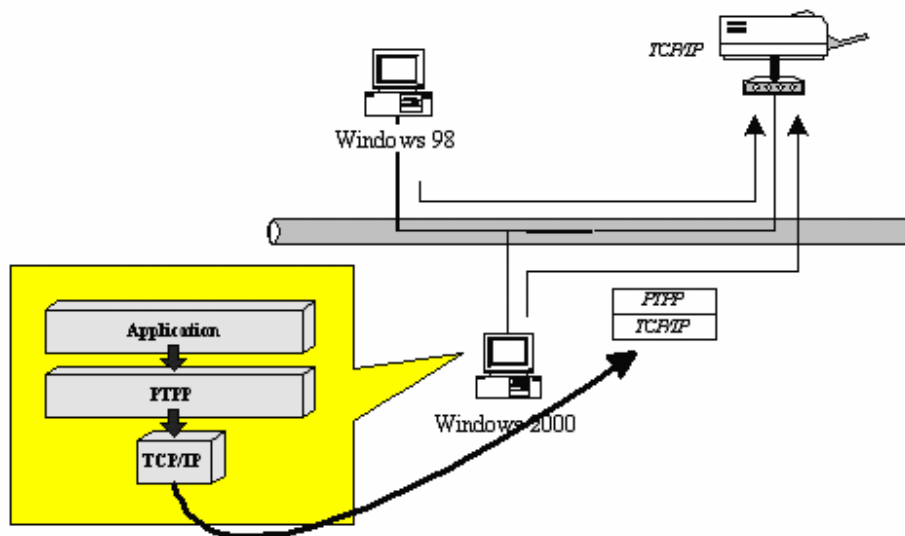 TCP/IP
Windows 98
PTPP
TCP/IP
Application
PTPP
TCP/IP
Windows 2000